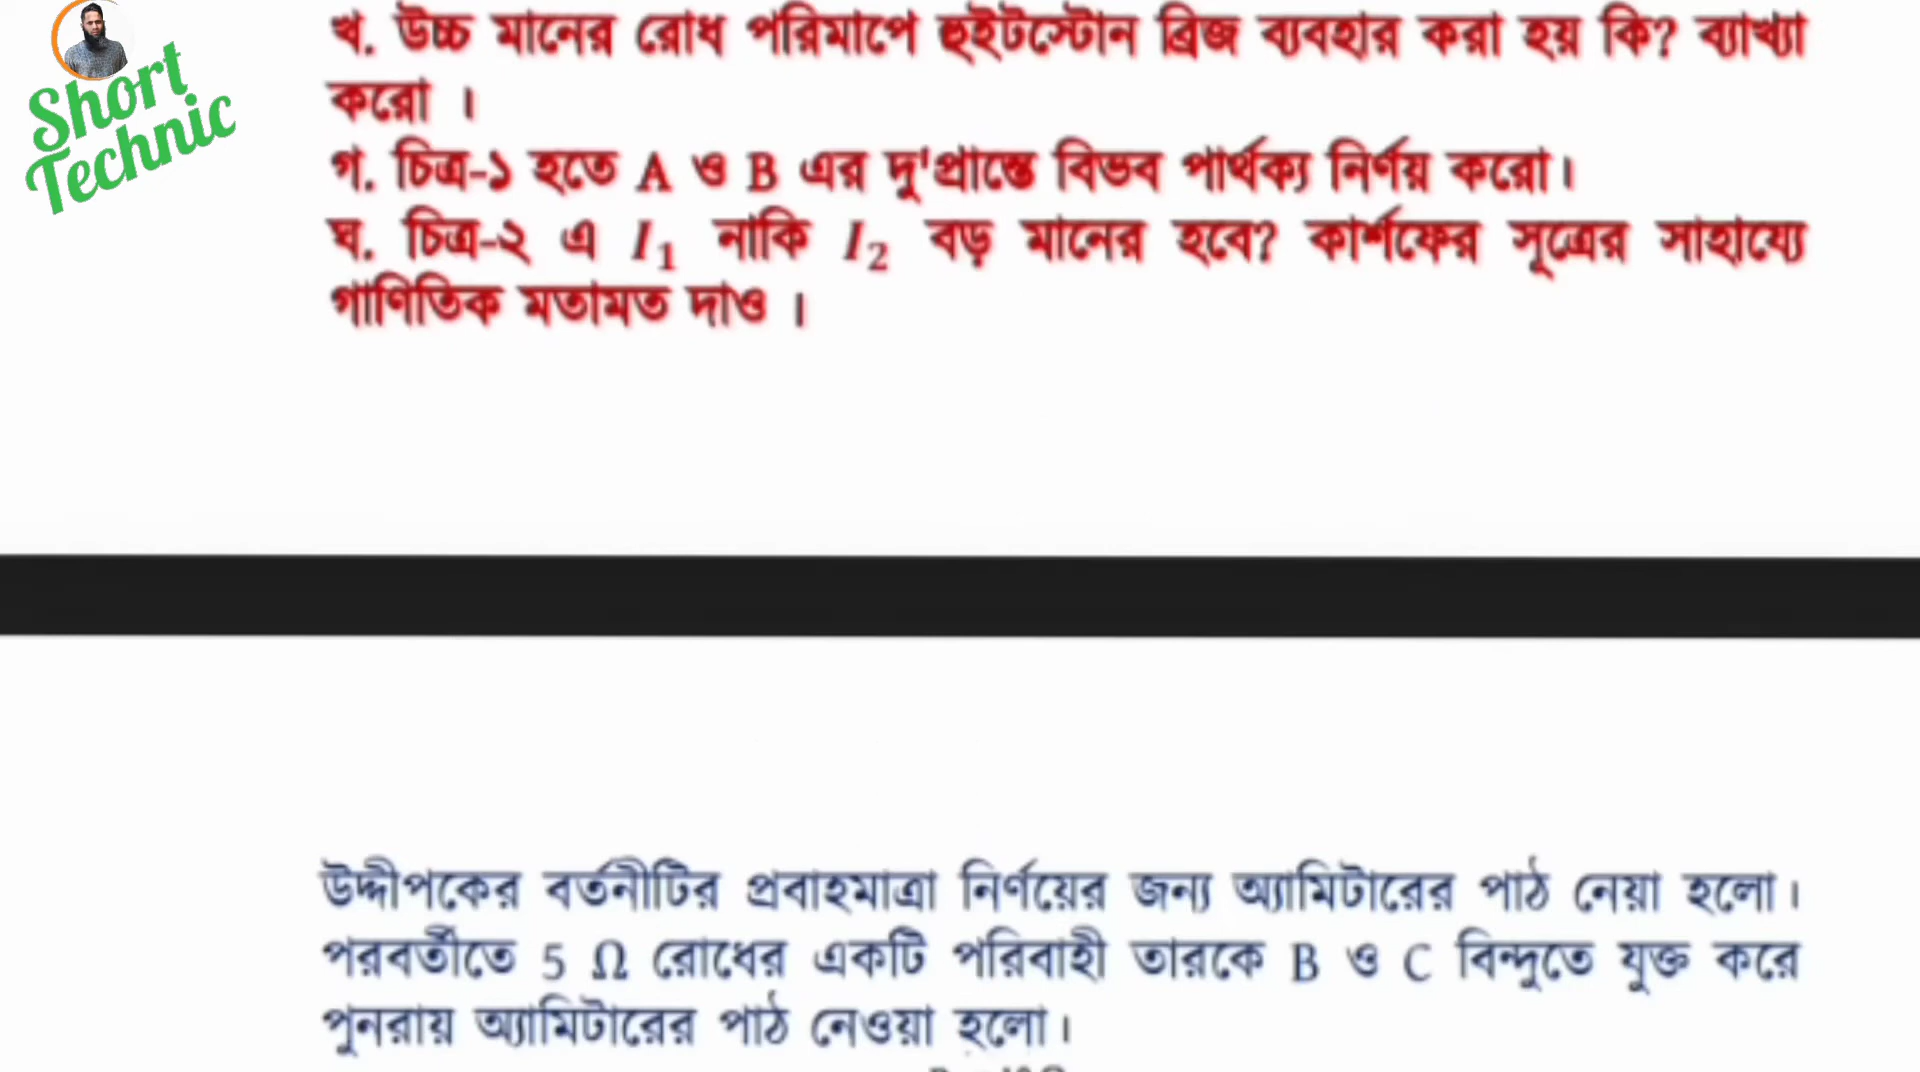 Short
Technic
খ. উচ্চ মানের রোধ পরিমাপে হুইটস্টোন ব্রিজ ব্যবহার করা হয় কি? ব্যাখ্যা
করো ।
গ. চিত্র-১ হতে A ও B এর দু'প্রান্তে বিভব পার্থক্য নির্ণয় করো।
ঘ. চিত্র-২ এ I₁ নাকি I₂ বড় মানের হবে? কার্শফের সূত্রের সাহায্যে
গাণিতিক মতামত দাও ।
উদ্দীপকের বর্তনীটির প্রবাহমাত্রা নির্ণয়ের জন্য অ্যামিটারের পাঠ নেয়া হলো।
পরবর্তীতে 5 Ω রোধের একটি পরিবাহী তারকে B ও C বিন্দুতে যুক্ত করে
পুনরায় অ্যামিটারের পাঠ নেওয়া হলো।